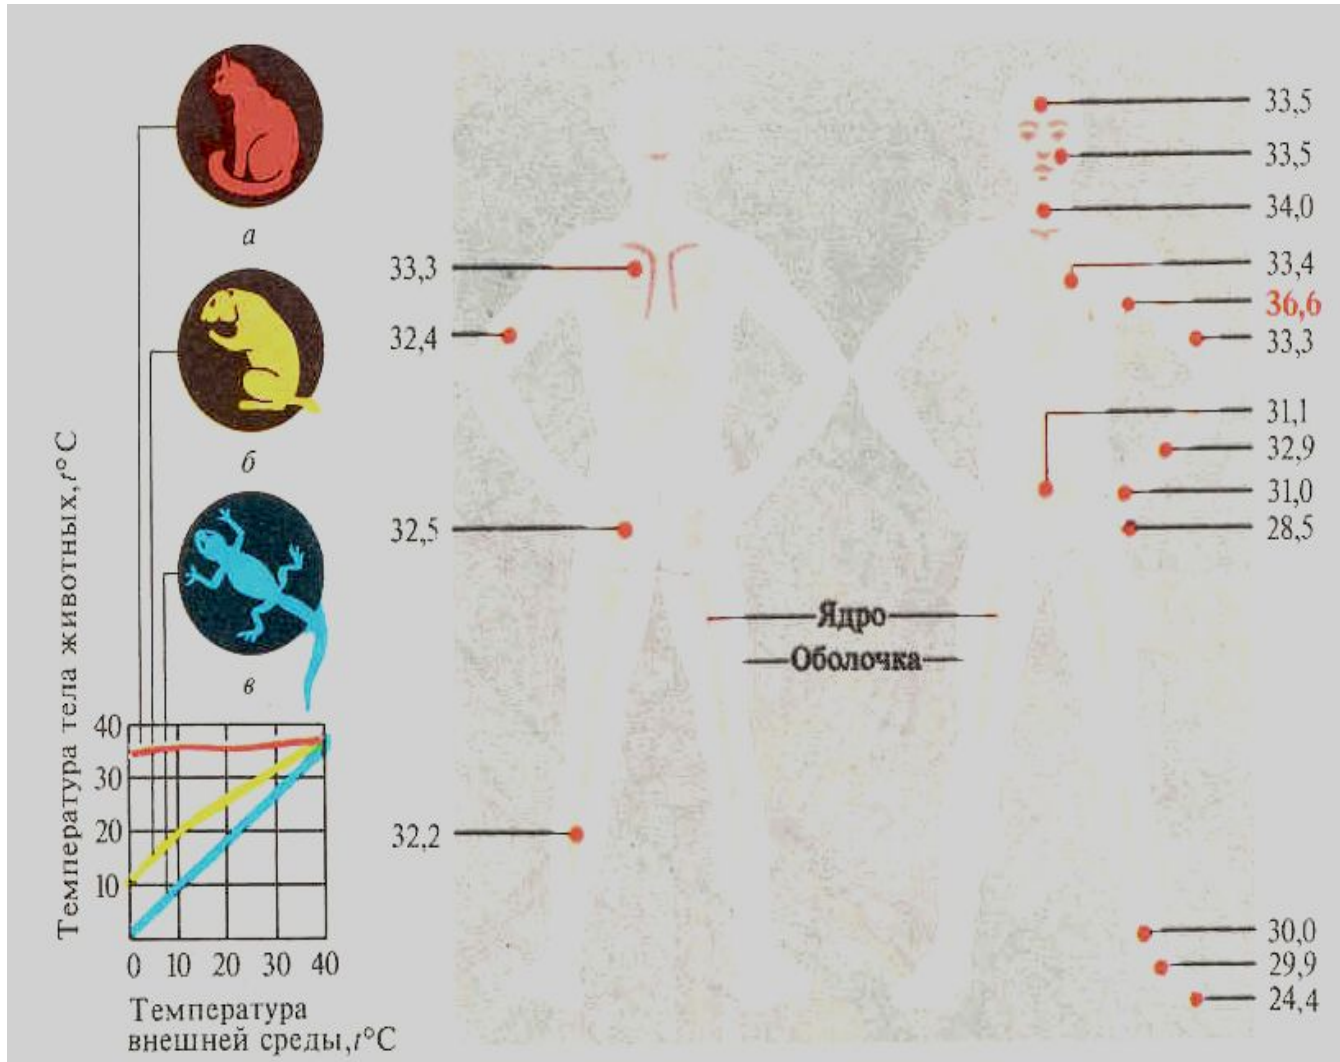 а
б
в
Температура тела животных, t°C
40
30
20
10
0 10 20 30 40
Температура
внешней среды, t°C
33,3
32,4
32,5
32,2
Ядро
Оболочка
33,5
33,5
34,0
33,4
36,6
33,3
31,1
32,9
31,0
28,5
30,0
29,9
24,4